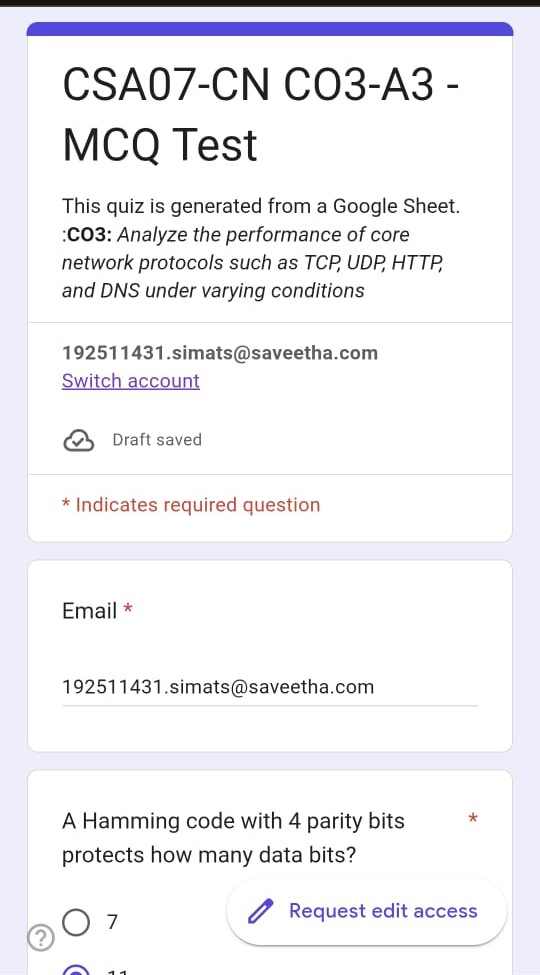 CSA07-CN CO3-A3 -
MCQ Test
This quiz is generated from a Google Sheet.
:CO3: Analyze the performance of core
network protocols such as TCP, UDP, HTTP,
and DNS under varying conditions
192511431.simats@saveetha.com
Switch account
Draft saved
* Indicates required question
Email *
192511431.simats@saveetha.com
A Hamming code with 4 parity bits *
protects how many data bits?
Request edit access
7
?
11